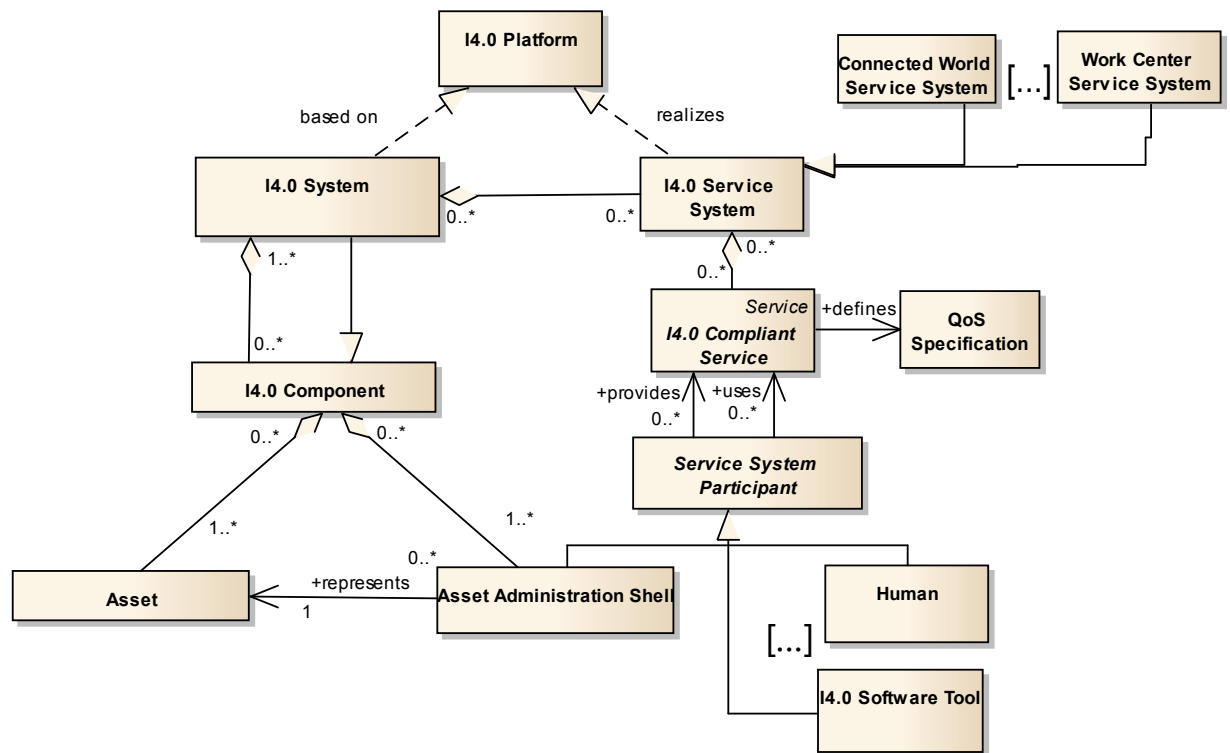 I4.0 Platform
Connected World
Service System
[...]
Work Center
Service System
based on
realizes
I4.0 System
I4.0 Service
System
0..*
0..*
1..*
0..*
0..*
0..*
Service
I4.0 Compliant
Service
+defines
QoS
Specification
I4.0 Component
+provides
0..*
+uses
0..*
0..*
0..*
Service System
Participant
1..*
1..*
0..*
+represents
1
Asset
Asset Administration Shell
Human
[...]
I4.0 Software Tool